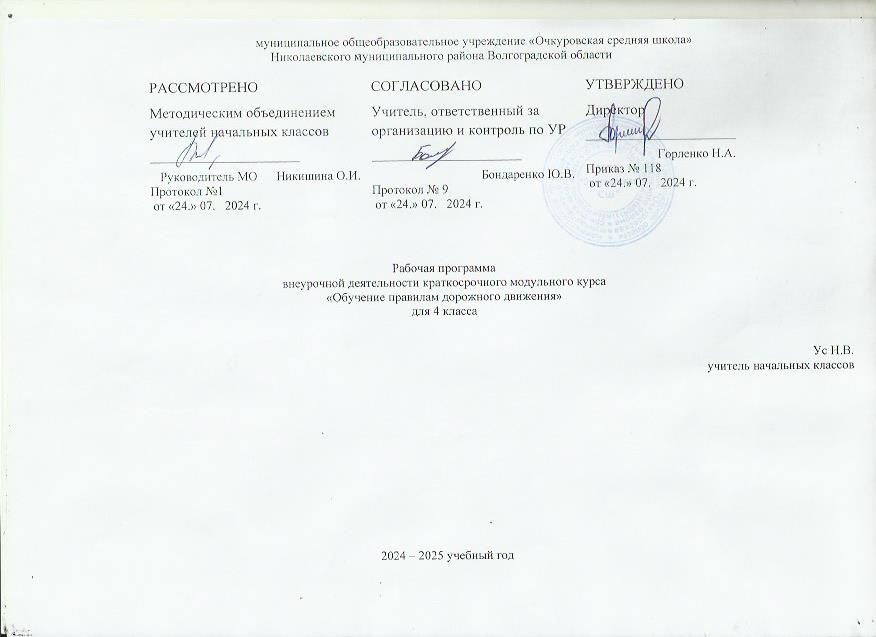 муниципальное общеобразовательное учреждение «Очкуровская средняя школа»
Николаевского муниципального района Волгоградской области
РАССМОТРЕНО
Методическим объединением
учителей начальных классов
Руководитель МО Никишина О.И.
Протокол №1
от «24.» 07. 2024 г.
СОГЛАСОВАНО
Учитель, ответственный за
организацию и контроль по УР
Бондаренко Ю.В.
Протокол № 9
от «24.» 07. 2024 г.
УТВЕРЖДЕНО
Директор
Горленко Н.А.
Приказ № 118
от «24.» 07. 2024 г.
Рабочая программа
внеурочной деятельности краткосрочного модульного курса
«Обучение правилам дорожного движения»
для 4 класса
Ус Н.В.
учитель начальных классов
2024 – 2025 учебный год